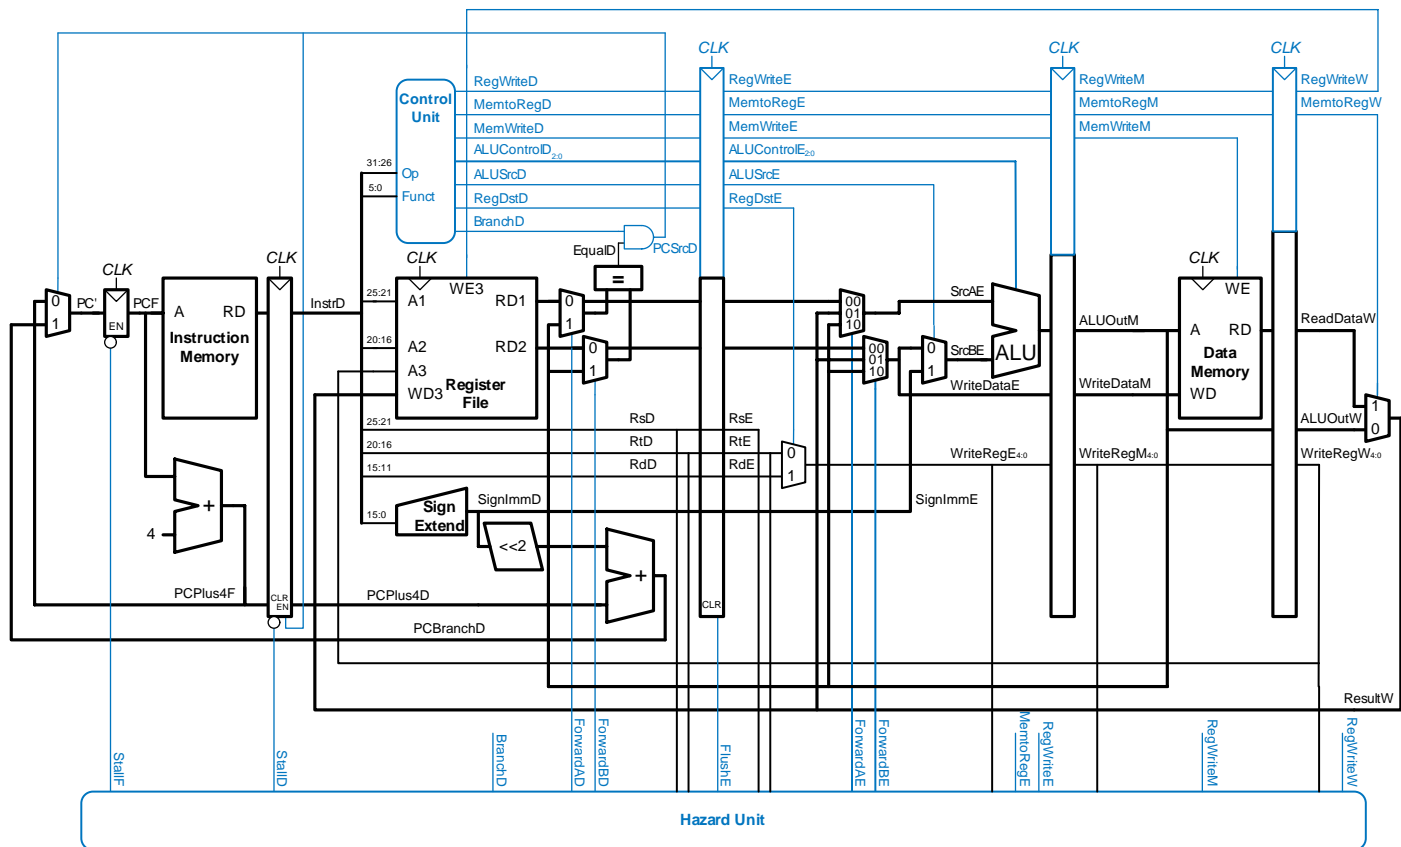 CLK
CLK
CLK
RegWriteD
RegWriteE
RegWriteM
RegWriteW
Control
Unit
MemtoRegD
MemtoRegE
MemtoRegM
MemtoRegW
MemWriteD
MemWriteE
MemWriteM
ALUControlD2:0
ALUControlE2:0
31:26
Op
ALUSrcD
ALUSrcE
5:0
Funct
RegDstD
RegDstE
BranchD
EqualD
PCSrcD
CLK
CLK
CLK
CLK
=
0
1
PC'
EN
PCF
A
RD
Instruction
Memory
InstrD
25:21
A1
WE3
RD1
0
1
00
01
10
SrcAE
20:16
A2
RD2
0
1
00
01
10
0
1
SrcBE
ALU
ALUOutM
A
RD
WE
Data
Memory
WD
ReadDataW
A3
Register
File
WD3
WriteDataE
WriteDataM
1
0
25:21
RsD
RsE
ALUOutW
20:16
RtD
RtE
0
1
WriteRegE4:0
WriteRegM4:0
WriteRegW4:0
15:11
RdD
RdE
15:0
Sign
Extend
SignImmD
SignImmE
+
4
<<2
+
PCPlus4F
CLR
EN
PCPlus4D
CLR
PCBranchD
ResultW
StallF
StallD
BranchD
ForwardAD
ForwardBD
FlushE
ForwardAE
ForwardBE
MemtoRegE
RegWriteE
RegWriteM
RegWriteW
Hazard Unit